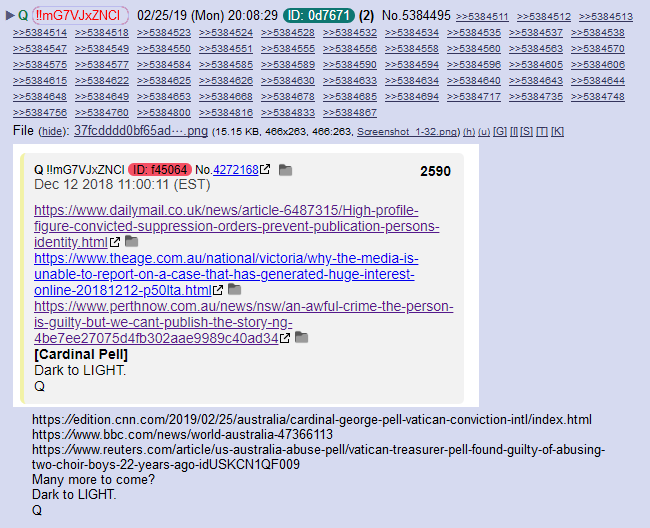 ▶Q !!mG7VJxZNCI 02/25/19 (Mon) 20:08:29 ID: 0d7671 (2) No.5384495 >>5384511 >>5384512 >>5384513
>>5384514 >>5384518 >>5384523 >>5384524 >>5384528 >>5384532 >>5384534 >>5384535 >>5384537 >>5384538
>>5384547 >>5384549 >>5384550 >>5384551 >>5384555 >>5384556 >>5384558 >>5384560 >>5384563 >>5384570
>>5384575 >>5384577 >>5384584 >>5384585 >>5384589 >>5384590 >>5384594 >>5384596 >>5384605 >>5384606
>>5384615 >>5384622 >>5384625 >>5384626 >>5384630 >>5384633 >>5384634 >>5384640 >>5384643 >>5384644
>>5384648 >>5384649 >>5384653 >>5384668 >>5384678 >>5384685 >>5384694 >>5384717 >>5384735 >>5384748
>>5384756 >>5384760 >>5384800 >>5384816 >>5384833 >>5384867
File (hide): 37fcdddd0bf65ad⋯.png (15.15 KB, 466x263, 466:263, Screenshot_1-32.png) (h) (u) [G] [I] [S] [T] [K]
Q !!mG7VJxZNCI ID: f45064 No.4272168 2590
Dec 12 2018 11:00:11 (EST)
https://www.dailymail.co.uk/news/article-6487315/High-profile-
figure-convicted-suppression-orders-prevent-publication-persons-
identity.html
https://www.theage.com.au/national/victoria/why-the-media-is-
unable-to-report-on-a-case-that-has-generated-huge-interest-
online-20181212-p50lta.html
https://www.perthnow.com.au/news/nsw/an-awful-crime-the-person-
is-guilty-but-we-cant-publish-the-story-ng-
4be7ee27075d4fb302aae9989c40ad34
[Cardinal Pell]
Dark to LIGHT.
Q
https://edition.cnn.com/2019/02/25/australia/cardinal-george-pell-vatican-conviction-intl/index.html
https://www.bbc.com/news/world-australia-47366113
https://www.reuters.com/article/us-australia-abuse-pell/vatican-treasurer-pell-found-guilty-of-abusing-
two-choir-boys-22-years-ago-idUSKCN1QF009
Many more to come?
Dark to LIGHT.
Q